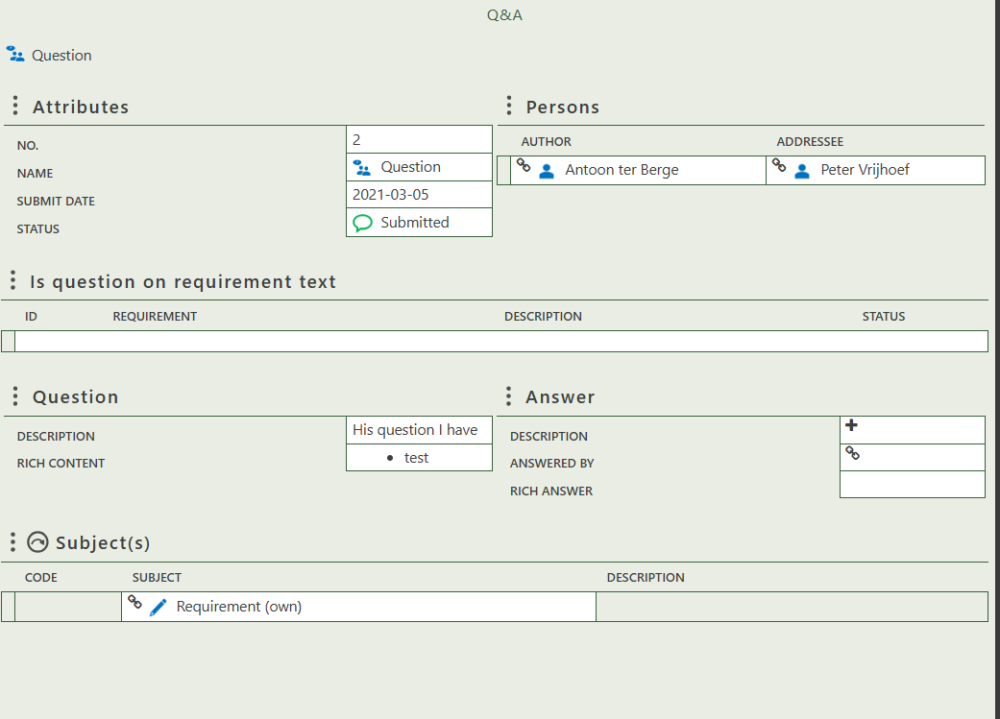 Q&A
Question
Attributes
NO. 2
NAME Question
SUBMIT DATE 2021-03-05
STATUS Submitted
Persons
AUTHOR ADDRESSEE
Antoon ter Berge Peter Vrijhoef
Is question on requirement text
ID REQUIREMENT DESCRIPTION STATUS
Question
DESCRIPTION His question I have
RICH CONTENT • test
Answer
DESCRIPTION
ANSWERED BY
RICH ANSWER
Subject(s)
CODE SUBJECT DESCRIPTION
Requirement (own)